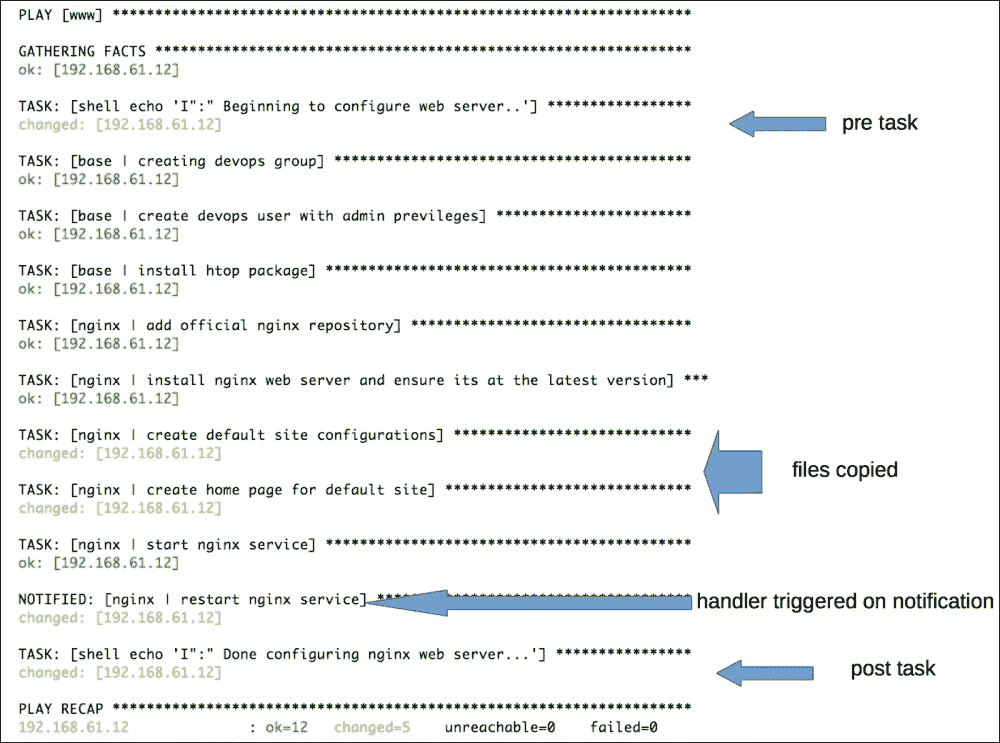 PLAY [www] ********************************************************************
GATHERING FACTS ***************************************************************
ok: [192.168.61.12]
TASK: [shell echo 'I":" Beginning to configure web server..'] *****************
changed: [192.168.61.12]
pre task
TASK: [base | creating devops group] ******************************************
ok: [192.168.61.12]
TASK: [base | create devops user with admin previleges] ***********************
ok: [192.168.61.12]
TASK: [base | install htop package] *******************************************
ok: [192.168.61.12]
TASK: [nginx | add official nginx repository] *********************************
ok: [192.168.61.12]
TASK: [nginx | install nginx web server and ensure its at the latest version] ***
ok: [192.168.61.12]
TASK: [nginx | create default site configurations] ****************************
changed: [192.168.61.12]
files copied
TASK: [nginx | create home page for default site] *****************************
changed: [192.168.61.12]
TASK: [nginx | start nginx service] *******************************************
ok: [192.168.61.12]
NOTIFIED: [nginx | restart nginx service] *************************************
handler triggered on notification
changed: [192.168.61.12]
TASK: [shell echo 'I":" Done configuring nginx web server...'] ****************
changed: [192.168.61.12]
post task
PLAY RECAP ********************************************************************
192.168.61.12 : ok=12 changed=5 unreachable=0 failed=0